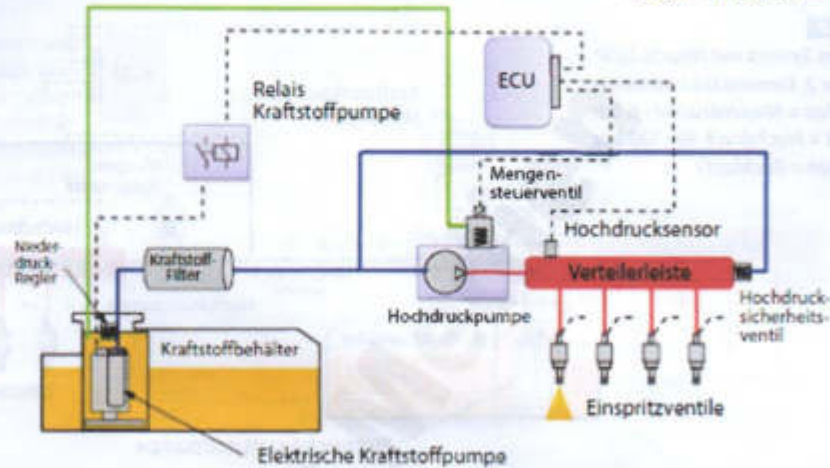 ECU
Relais
Kraftstoffpumpe
Mengen-
steuerventil
Hochdrucksensor
Nieder
druck-
Regler
Kraftstoff-
Filter
Verteilerleiste
Hochdruckpumpe
Hochdruck-
sicherheits-
ventil
Kraftstoffbehälter
Einspritzventile
Elektrische Kraftstoffpumpe